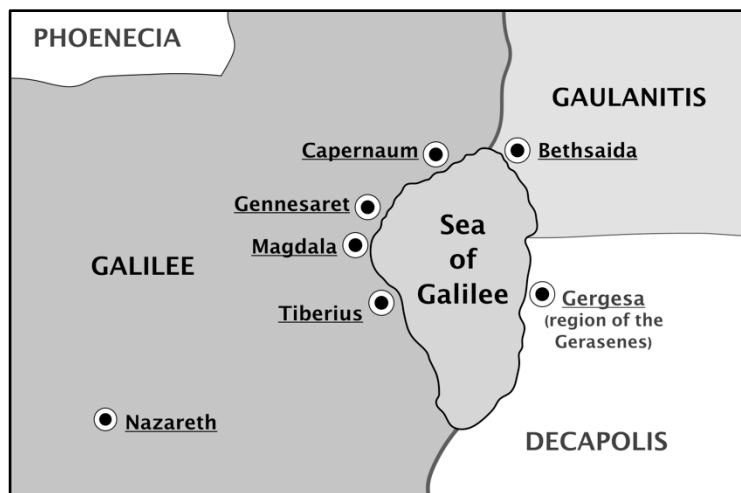 PHOENECIA
GAULANITIS
Capernaum
Bethsaida
Gennesaret
Sea
of
Galilee
Magdala
GALILEE
Tiberius
Gergesa
(region of the
Gerasenes)
Nazareth
DECAPOLIS